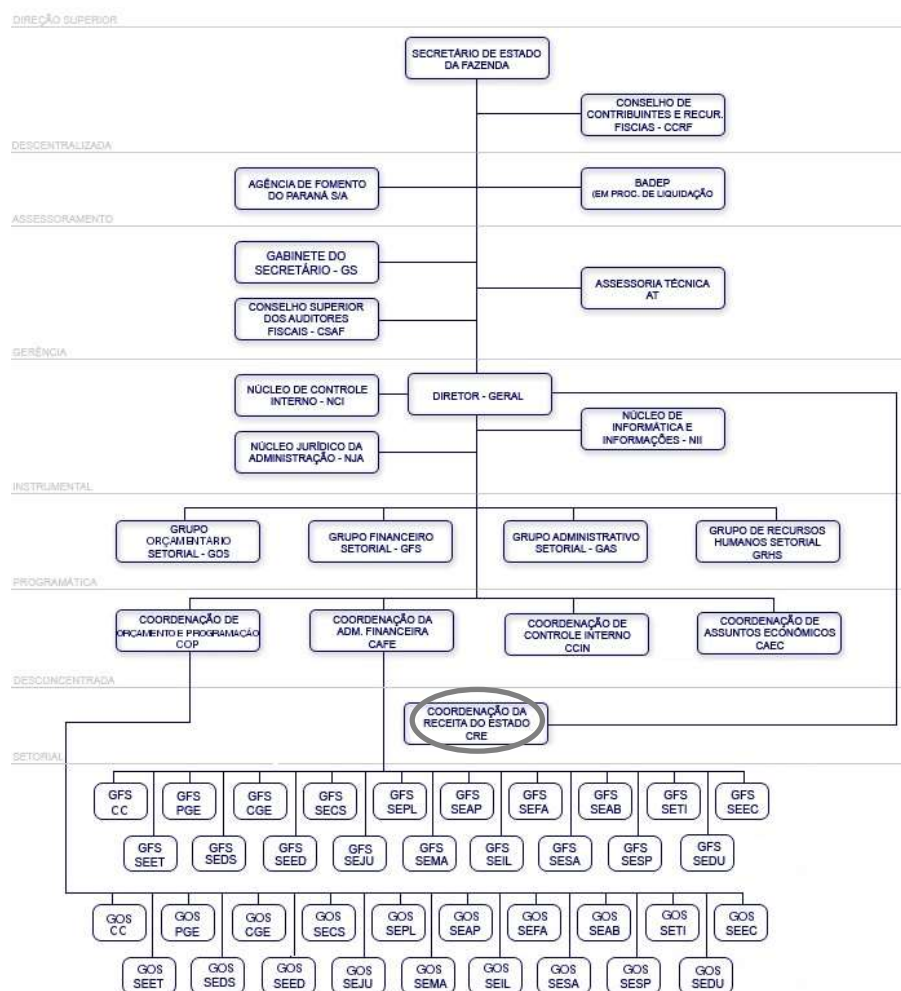 DIREÇÃO SUPERIOR
SECRETÁRIO DE ESTADO
DA FAZENDA
CONSELHO DE
CONTRIBUINTES E RECUR.
FISCIAS - CCRF
DESCENTRALIZADA
AGÊNCIA DE FOMENTO
DO PARANÁ S/A
BADEP
(EM PROC. DE LIQUIDAÇÃO
ASSESSORAMENTO
GABINETE DO
SECRETÁRIO - GS
ASSESSORIA TÉCNICA
AT
CONSELHO SUPERIOR
DOS AUDITORES
FISCAIS - CSAF
GERÊNCIA
NÚCLEO DE CONTROLE
INTERNO - NCI
DIRETOR - GERAL
NÚCLEO DE
INFORMÁTICA E
INFORMAÇÕES - NII
NÚCLEO JURÍDICO DA
ADMINISTRAÇÃO - NJA
INSTRUMENTAL
GRUPO
ORÇAMENTÁRIO
SETORIAL - GOS
GRUPO FINANCEIRO
SETORIAL - GFS
GRUPO ADMINISTRATIVO
SETORIAL - GAS
GRUPO DE RECURSOS
HUMANOS SETORIAL
GRHS
PROGRAMÁTICA
COORDENAÇÃO DE
ORÇAMENTO E PROGRAMAÇÃO
COP
COORDENAÇÃO DA
ADM. FINANCEIRA
CAFE
COORDENAÇÃO DE
CONTROLE INTERNO
CCIN
COORDENAÇÃO DE
ASSUNTOS ECONÔMICOS
CAEC
DESCONCENTRADA
COORDENAÇÃO DA
RECEITA DO ESTADO
CRE
SETORIAL
GFS
CC
GFS
PGE
GFS
CGE
GFS
SECS
GFS
SEPL
GFS
SEAP
GFS
SEFA
GFS
SEAB
GFS
SETI
GFS
SEEC
GFS
SEET
GFS
SEDS
GFS
SEED
GFS
SEJU
GFS
SEMA
GFS
SEIL
GFS
SESA
GFS
SESP
GFS
SEDU
GOS
CC
GOS
PGE
GOS
CGE
GOS
SECS
GOS
SEPL
GOS
SEAP
GOS
SEFA
GOS
SEAB
GOS
SETI
GOS
SEEC
GOS
SEET
GOS
SEDS
GOS
SEED
GOS
SEJU
GOS
SEMA
GOS
SEIL
GOS
SESA
GOS
SESP
GOS
SEDU